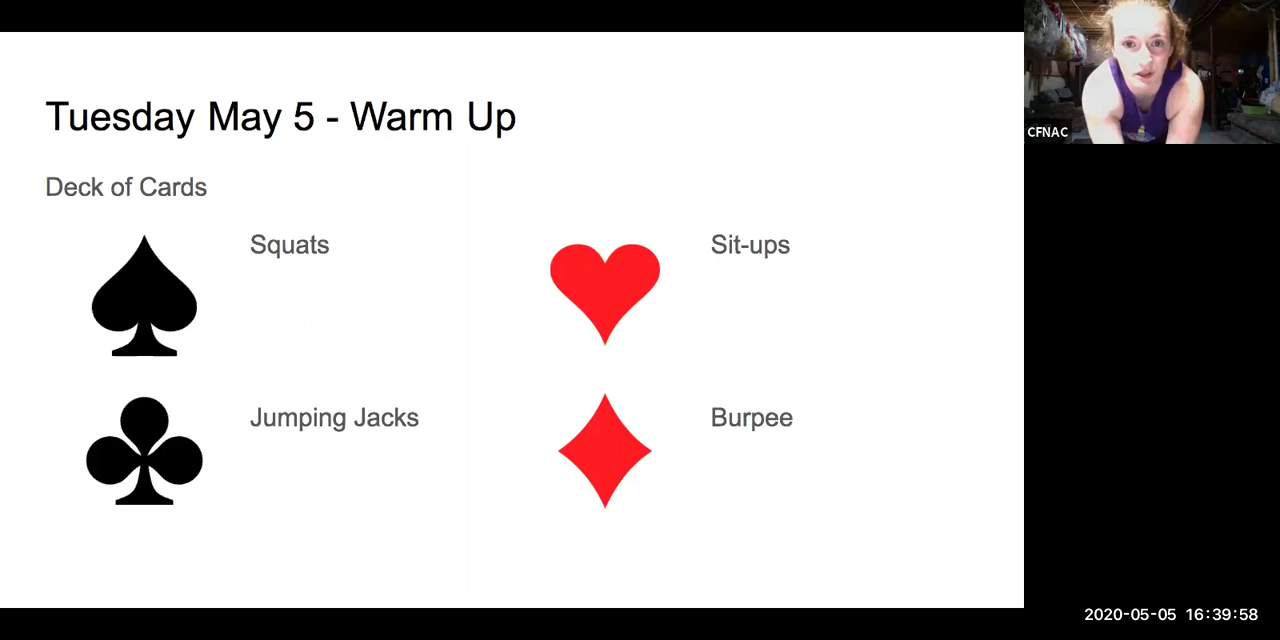 Tuesday May 5 - Warm Up
Deck of Cards
Squats
Sit-ups
Jumping Jacks
Burpee
CFNAC
2020-05-05 16:39:58